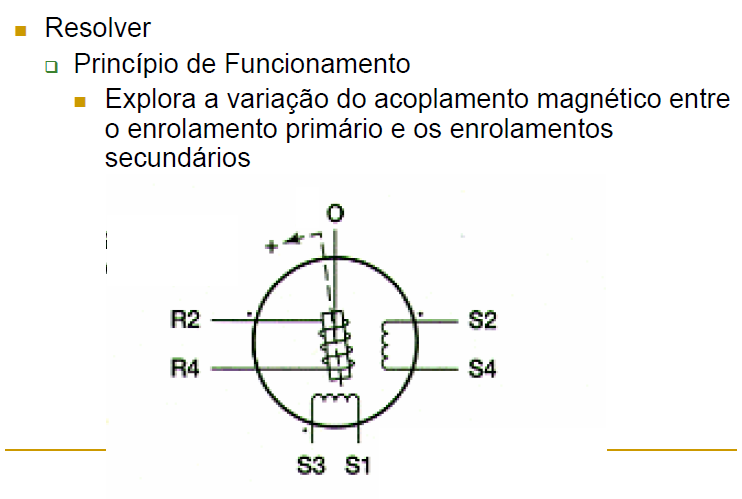 Resolver
Princípio de Funcionamento
Explora a variação do acoplamento magnético entre
o enrolamento primário e os enrolamentos
secundários
O
+
R2
S2
R4
S4
S3 S1